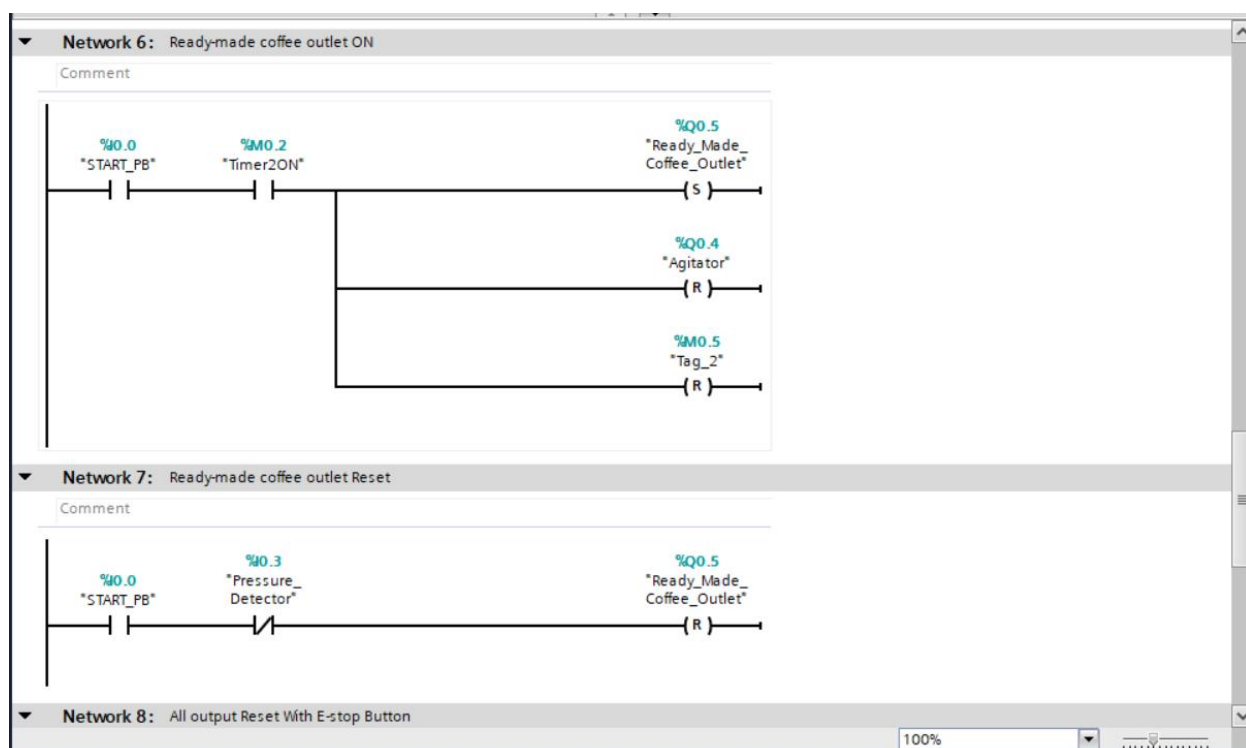 Network 6: Ready-made coffee outlet ON
Comment
%I0.0
"START_PB"
%M0.2
"Timer2ON"
%Q0.5
"Ready_Made_
Coffee_Outlet"
S
%Q0.4
"Agitator"
R
%M0.5
"Tag_2"
R
Network 7: Ready-made coffee outlet Reset
Comment
%I0.0
"START_PB"
%I0.3
"Pressure_
Detector"
%Q0.5
"Ready_Made_
Coffee_Outlet"
R
Network 8: All output Reset With E-stop Button
100%